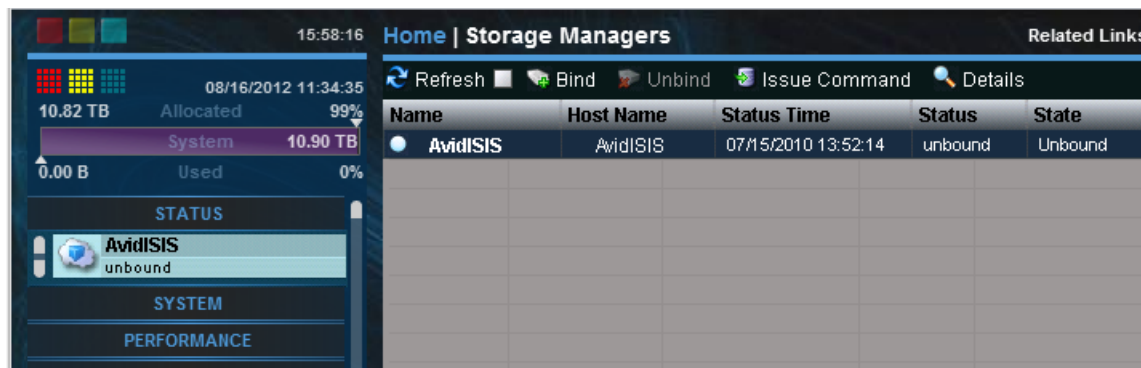 15:58:16
08/16/2012 11:34:35
10.82 TB Allocated 99%
System 10.90 TB
0.00 B Used 0%
STATUS
AvidISIS
unbound
SYSTEM
PERFORMANCE
Home | Storage Managers Related Links
Refresh Bind Unbind Issue Command Details
Name Host Name Status Time Status State
AvidISIS AvidISIS 07/15/2010 13:52:14 unbound Unbound